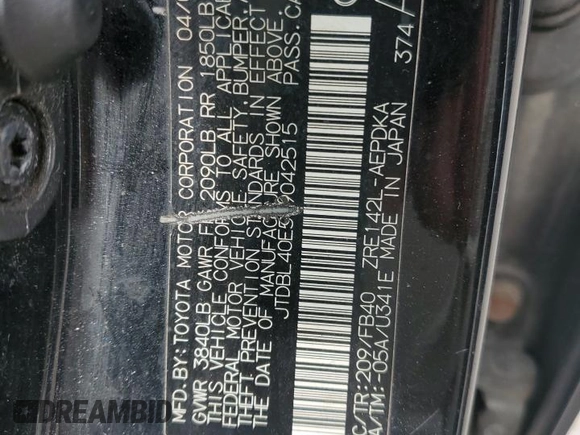 MFD.BY:TOYOTA MOTOR CORPORATION 04/
GVWR 3840LB GAWR FR 2090LB RR 1850LB
THIS VEHICLE CONFORMS TO ALL APPLICAB
FEDERAL MOTOR VEHICLE SAFETY, BUMPER,
THEFT PREVENTION STANDARDS IN EFFECT
THE DATE OF MANUFACTURE SHOWN ABOVE
JTDBL40E 042515 PASS.CA
C/TR:209/FB40 ZRE142L-AEPDKA
A/TM:-05A/U341E MADE IN JAPAN 374
DREAMBID